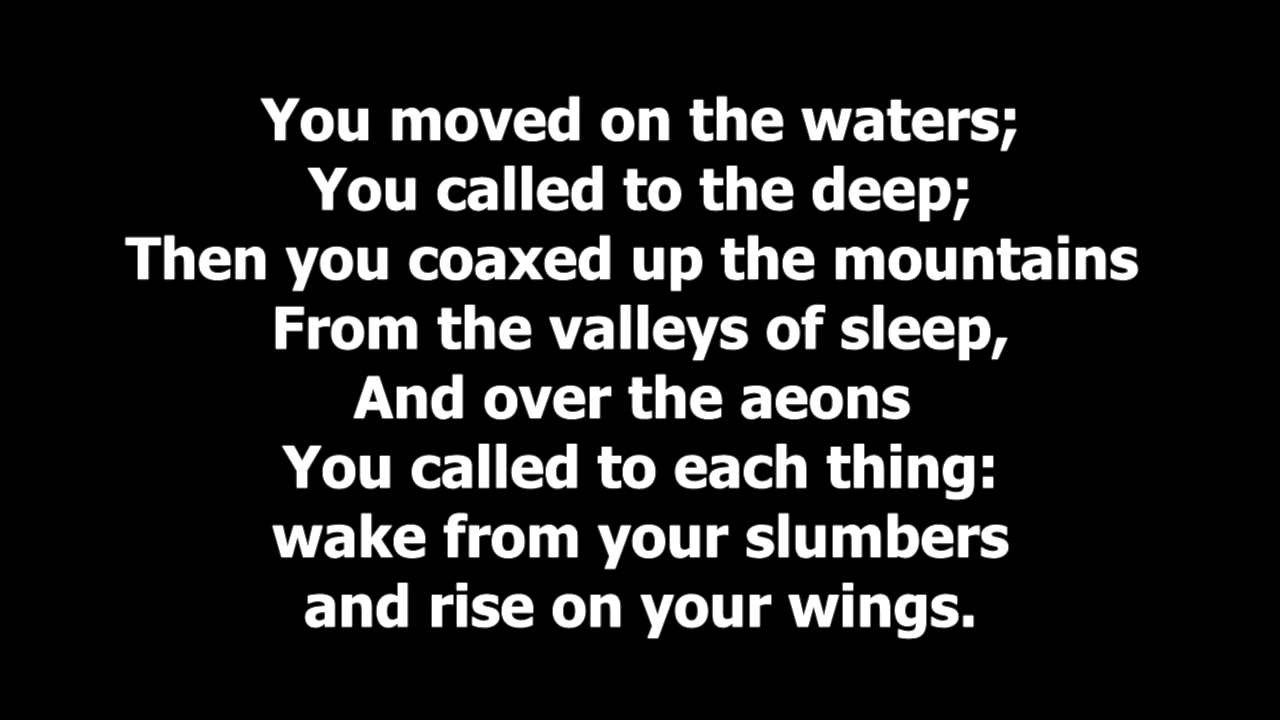 You moved on the waters;
You called to the deep;
Then you coaxed up the mountains
From the valleys of sleep,
And over the aeons
You called to each thing:
wake from your slumbers
and rise on your wings.